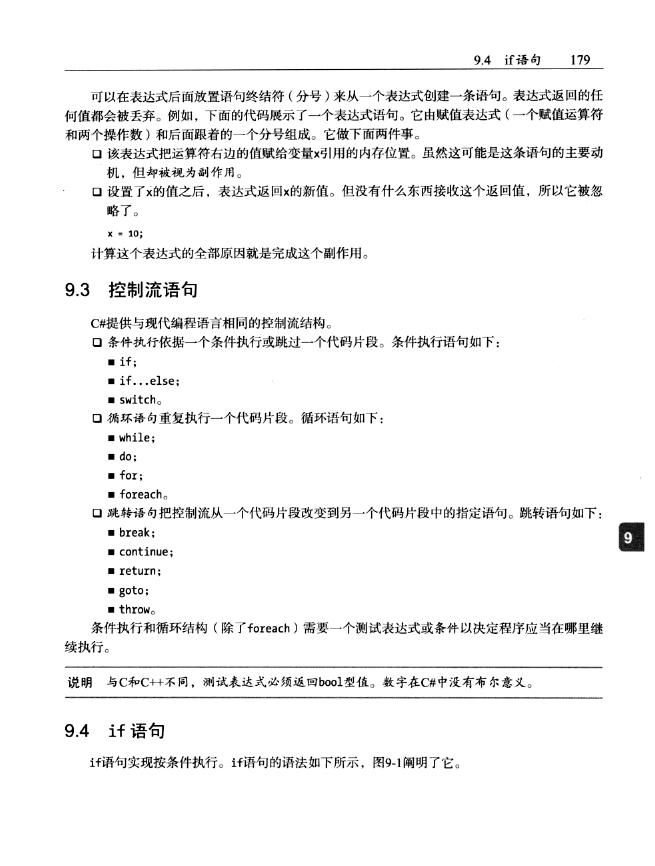 9.4 if语句 179
可以在表达式后面放置语句终结符（分号）来从一个表达式创建一条语句。表达式返回的任
何值都会被丢弃。例如，下面的代码展示了一个表达式语句。它由赋值表达式（一个赋值运算符
和两个操作数）和后面跟着的一个分号组成。它做下面两件事。
❑ 该表达式把运算符右边的值赋给变量x引用的内存位置。虽然这可能是这条语句的主要动
机，但却被视为副作用。
❑ 设置了x的值之后，表达式返回x的新值。但没有什么东西接收这个返回值，所以它被忽
略了。
x = 10;
计算这个表达式的全部原因就是完成这个副作用。
9.3 控制流语句
C#提供与现代编程语言相同的控制流结构。
❑ 条件执行依据一个条件执行或跳过一个代码片段。条件执行语句如下：
■ if;
■ if...else;
■ switch。
❑ 循环语句重复执行一个代码片段。循环语句如下：
■ while;
■ do;
■ for;
■ foreach。
❑ 跳转语句把控制流从一个代码片段改变到另一个代码片段中的指定语句。跳转语句如下：
■ break;
9
■ continue;
■ return;
■ goto;
■ throw。
条件执行和循环结构（除了foreach）需要一个测试表达式或条件以决定程序应当在哪里继
续执行。
说明 与C和C++不同，测试表达式必须返回bool型值。数字在C#中没有布尔意义。
9.4 if 语句
if语句实现按条件执行。if语句的语法如下所示，图9-1阐明了它。